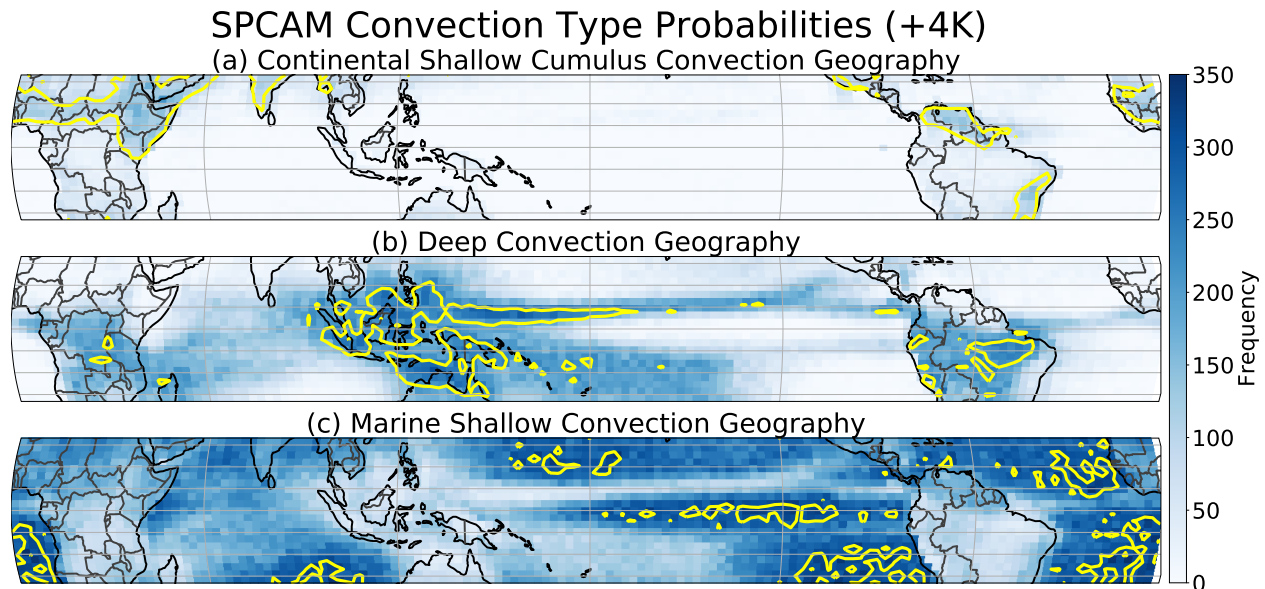 SPCAM Convection Type Probabilities (+4K)
(a) Continental Shallow Cumulus Convection Geography
(b) Deep Convection Geography
(c) Marine Shallow Convection Geography
350
300
250
200
150
100
50
0
Frequency